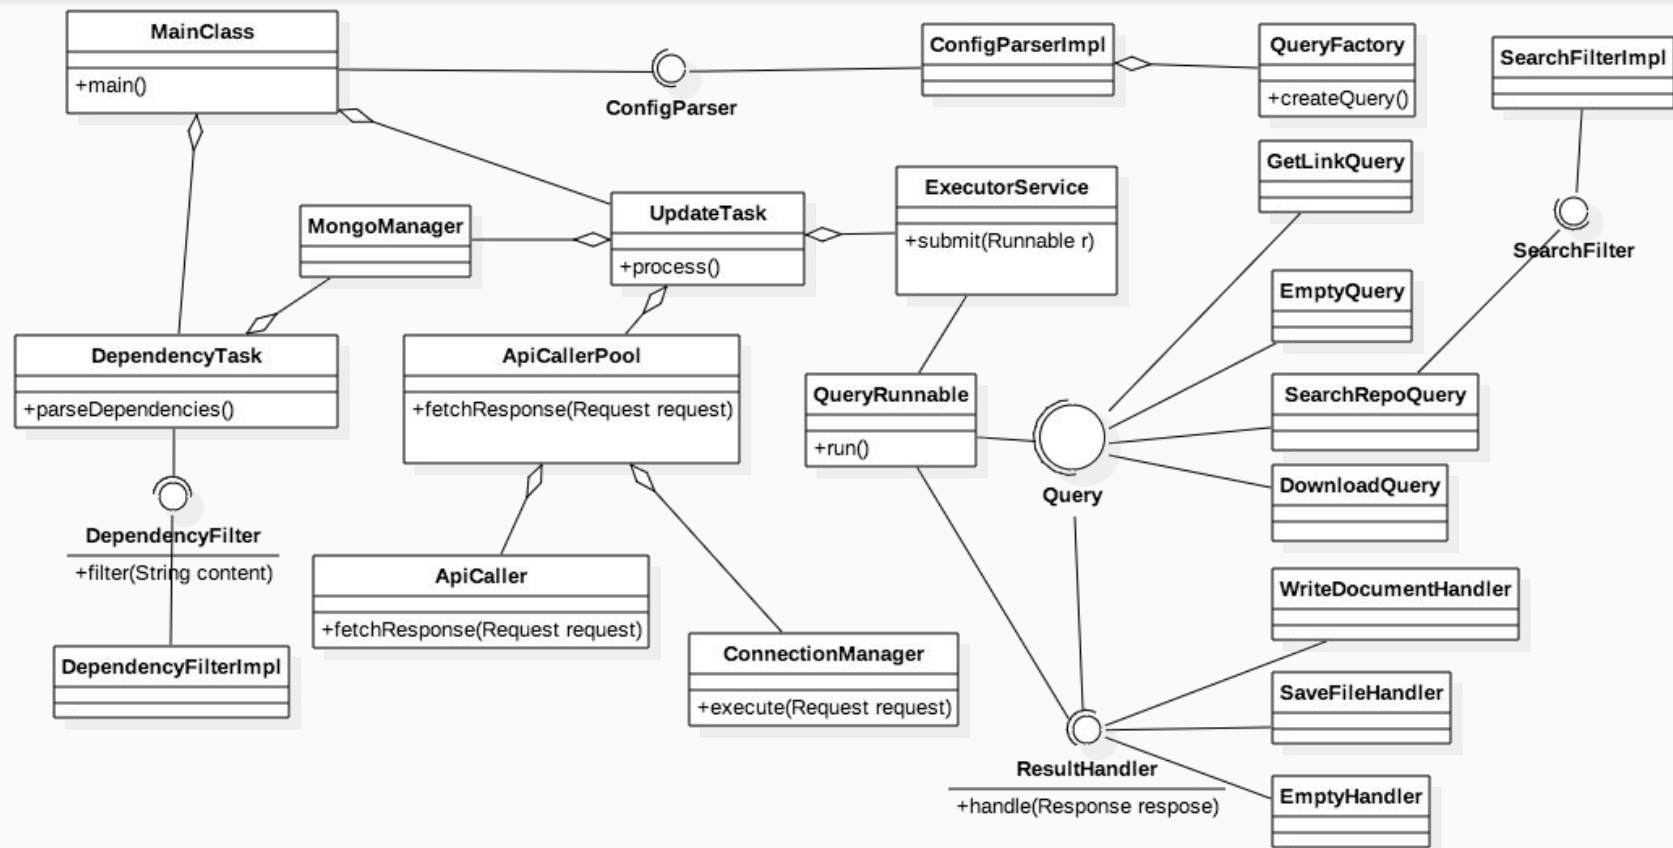 MainClass
+main()
ConfigParser
ConfigParserImpl
QueryFactory
+createQuery()
SearchFilterImpl
GetLinkQuery
SearchFilter
MongoManager
UpdateTask
+process()
ExecutorService
+submit(Runnable r)
EmptyQuery
DependencyTask
+parseDependencies()
ApiCallerPool
+fetchResponse(Request request)
QueryRunnable
+run()
Query
SearchRepoQuery
DownloadQuery
DependencyFilter
+filter(String content)
ApiCaller
+fetchResponse(Request request)
WriteDocumentHandler
DependencyFilterImpl
ConnectionManager
+execute(Request request)
SaveFileHandler
ResultHandler
+handle(Response respose)
EmptyHandler